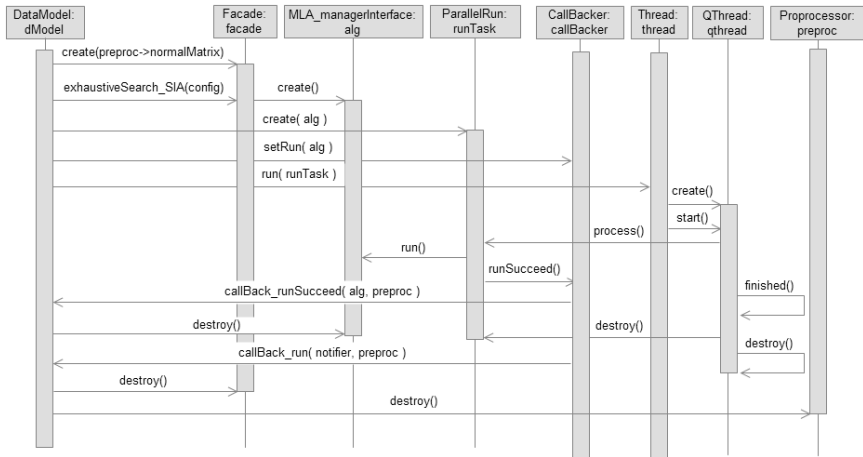 DataModel:
dModel
Facade:
facade
MLA_managerInterface:
alg
ParallelRun:
runTask
CallBacker:
callBacker
Thread:
thread
QThread:
qthread
Proprocessor:
preproc
create(preproc->normalMatrix)
exhaustiveSearch_SIA(config)
create()
create( alg )
setRun( alg )
run( runTask )
create()
start()
process()
run()
runSucceed()
finished()
callBack_runSucceed( alg, preproc )
destroy()
destroy()
callBack_run( notifier, preproc )
destroy()
destroy()
destroy()